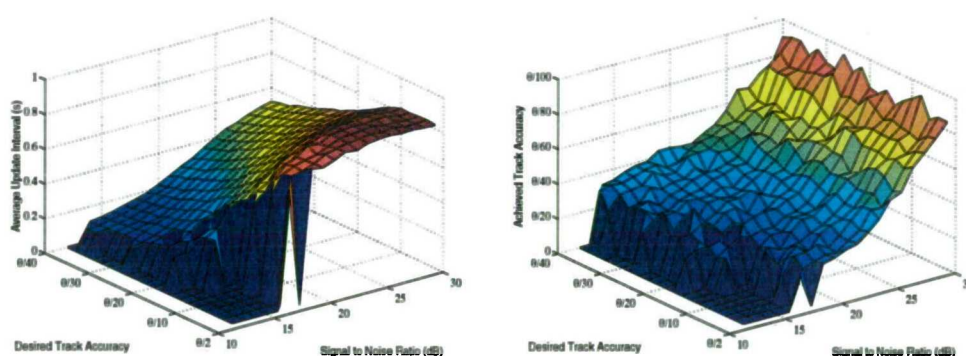 1
0.8
0.6
0.4
0.2
0
Average Update Interval (s)
θ/40
θ/30
θ/20
θ/10
θ/2
10
15
20
25
30
Desired Track Accuracy
Signal to Noise Ratio (dB)
θ/100
θ/80
θ/60
θ/40
θ/20
0
Achieved Track Accuracy
θ/40
θ/30
θ/20
θ/10
θ/2
10
15
20
25
Desired Track Accuracy
Signal to Noise Ratio (dB)